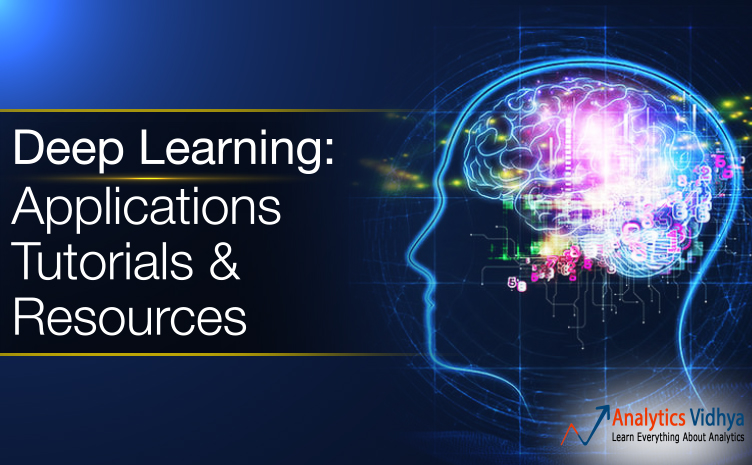 Deep Learning:
Applications
Tutorials &
Resources
Analytics Vidhya
Learn Everything About Analytics